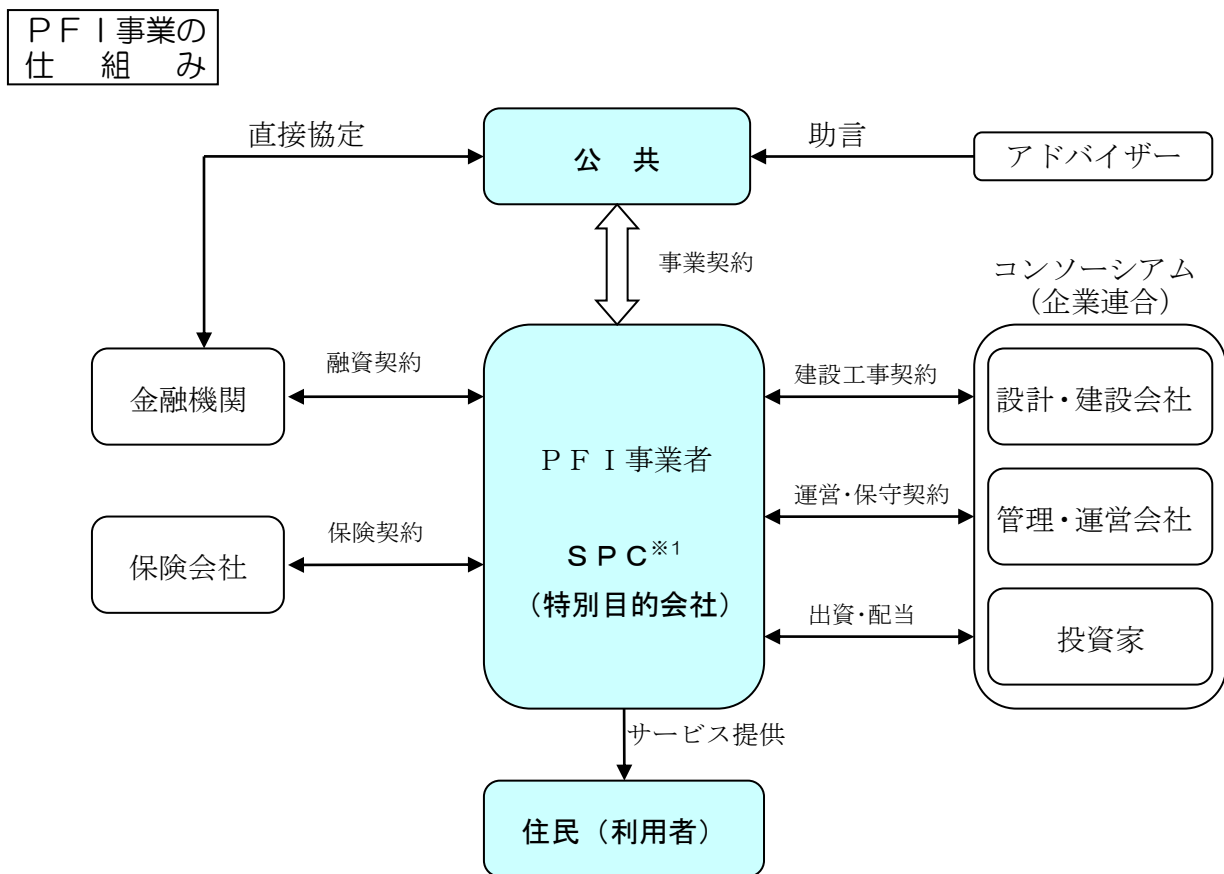 ＰＦＩ事業の
仕組み
直接協定
公　共
助言
アドバイザー
事業契約
コンソーシアム
（企業連合）
金融機関
融資契約
建設工事契約
設計・建設会社
ＰＦＩ事業者
運営・保守契約
管理・運営会社
保険会社
保険契約
ＳＰＣ※1
（特別目的会社）
出資・配当
投資家
サービス提供
住民（利用者）